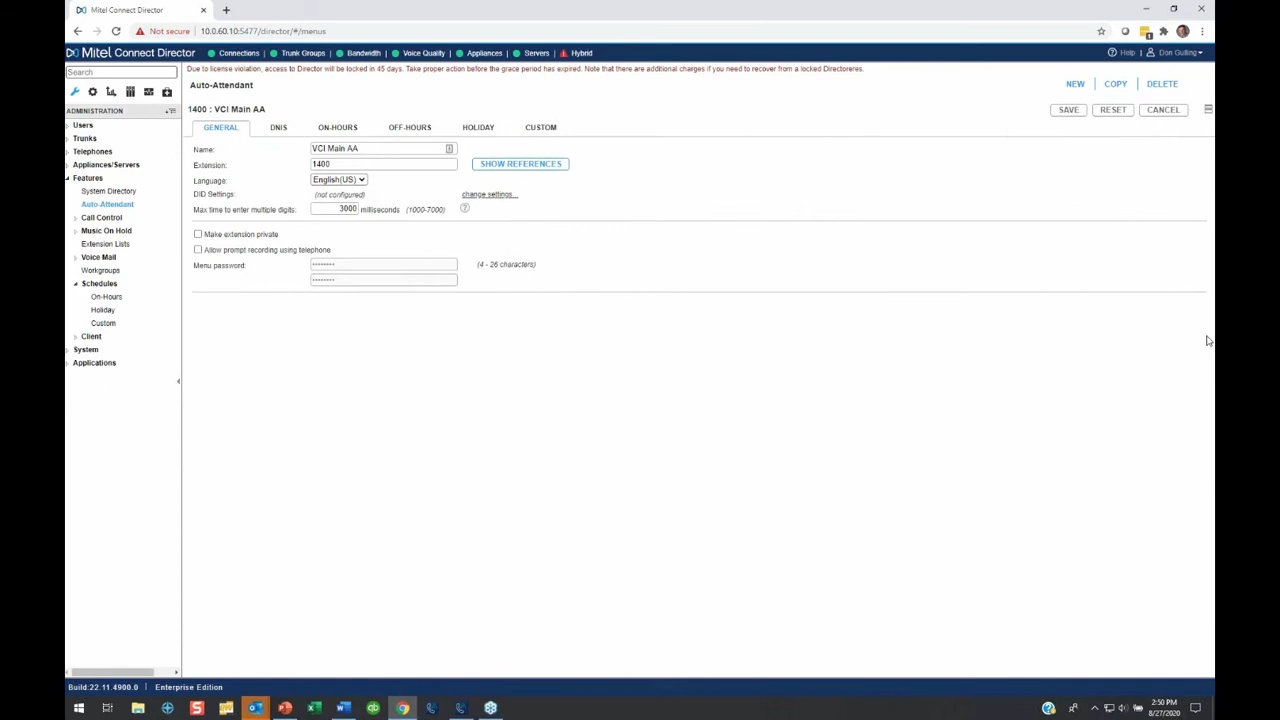 Mitel Connect Director
Not secure 10.0.60.10:5477/director/#/menus
Mitel Connect Director Connections Trunk Groups Bandwidth Voice Quality Appliances Servers Hybrid Help Don Gulling
Search
Due to license violation, access to Director will be locked in 45 days. Take proper action before the grace period has expired. Note that there are additional charges if you need to recover from a locked Directoreres.
Auto-Attendant
NEW COPY DELETE
1400 : VCI Main AA
SAVE RESET CANCEL
GENERAL DNIS ON-HOURS OFF-HOURS HOLIDAY CUSTOM
Name: VCI Main AA
Extension: 1400 SHOW REFERENCES
Language: English(US)
DID Settings: (not configured) change settings...
Max time to enter multiple digits: 3000 milliseconds (1000-7000) ?
Make extension private
Allow prompt recording using telephone
Menu password: •••••••• (4 - 26 characters)
••••••••
ADMINISTRATION
Users
Trunks
Telephones
Appliances/Servers
Features
System Directory
Auto-Attendant
Call Control
Music On Hold
Extension Lists
Voice Mail
Workgroups
Schedules
On-Hours
Holiday
Custom
Client
System
Applications
Build:22.11.4900.0 Enterprise Edition
2:50 PM
8/27/2020